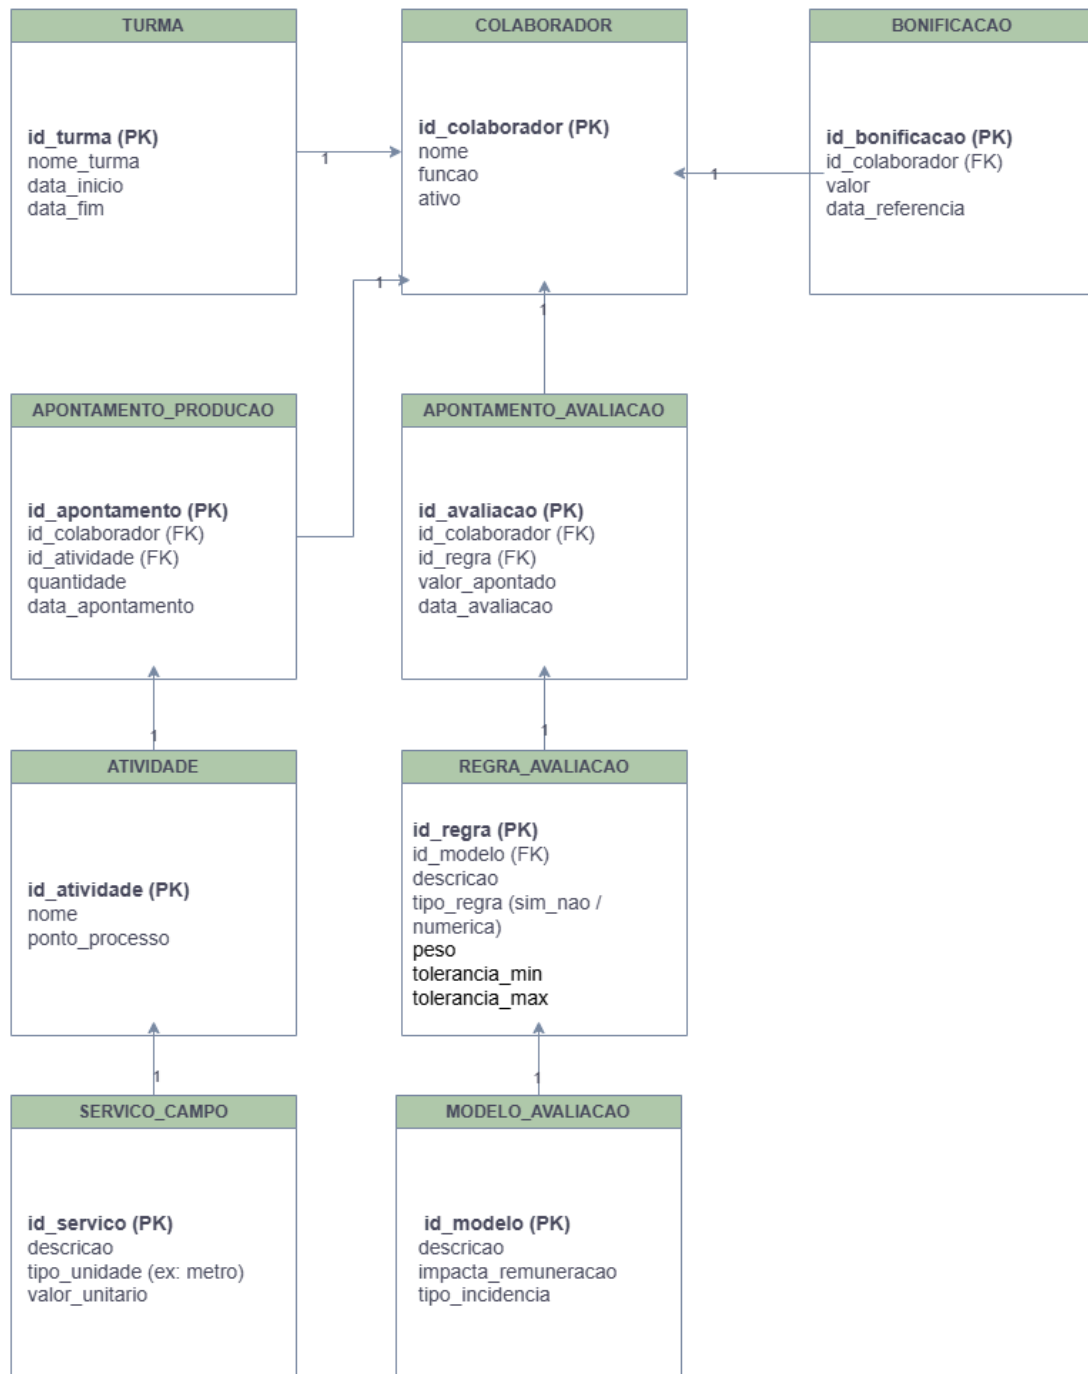 TURMA
id_turma (PK)
nome_turma
data_inicio
data_fim
1
COLABORADOR
id_colaborador (PK)
nome
funcao
ativo
1
BONIFICACAO
id_bonificacao (PK)
id_colaborador (FK)
valor
data_referencia
1
1
APONTAMENTO_PRODUCAO
id_apontamento (PK)
id_colaborador (FK)
id_atividade (FK)
quantidade
data_apontamento
APONTAMENTO_AVALIACAO
id_avaliacao (PK)
id_colaborador (FK)
id_regra (FK)
valor_apontado
data_avaliacao
1
1
ATIVIDADE
id_atividade (PK)
nome
ponto_processo
REGRA_AVALIACAO
id_regra (PK)
id_modelo (FK)
descricao
tipo_regra (sim_nao /
numerica)
peso
tolerancia_min
tolerancia_max
1
1
SERVICO_CAMPO
id_servico (PK)
descricao
tipo_unidade (ex: metro)
valor_unitario
MODELO_AVALIACAO
id_modelo (PK)
descricao
impacta_remuneracao
tipo_incidencia